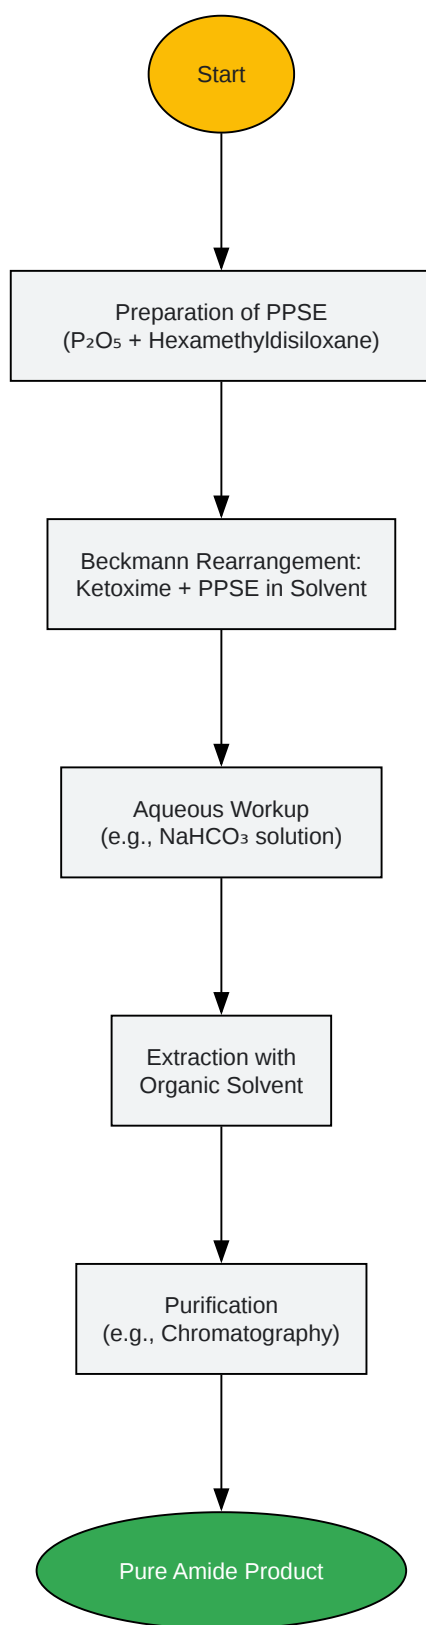 Start
Preparation of PPSE
(P₂O₅ + Hexamethyldisiloxane)
Beckmann Rearrangement:
Ketoxime + PPSE in Solvent
Aqueous Workup
(e.g., NaHCO₃ solution)
Extraction with
Organic Solvent
Purification
(e.g., Chromatography)
Pure Amide Product